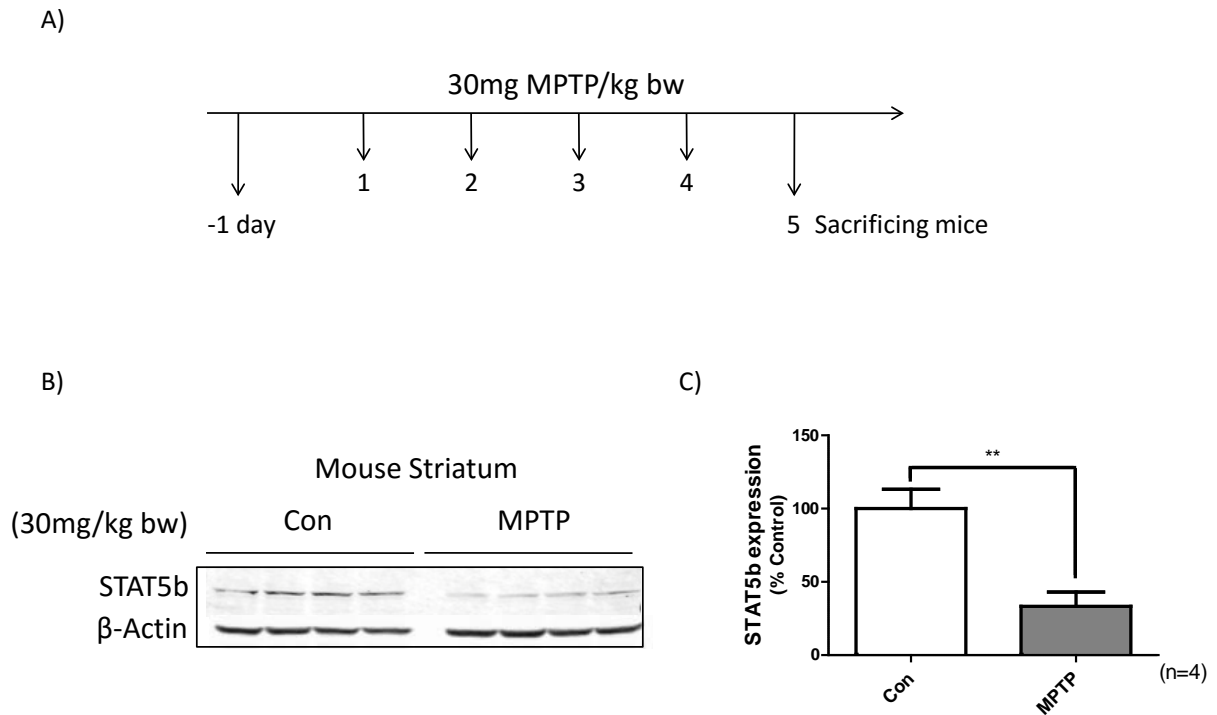 A)
30mg MPTP/kg bw
1 2 3 4
-1 day 5 Sacrificing mice
B)
Mouse Striatum
(30mg/kg bw) Con MPTP
STAT5b
β-Actin
C)
STAT5b expression
(% Control)
150
100
50
0
**
Con MPTP
(n=4)